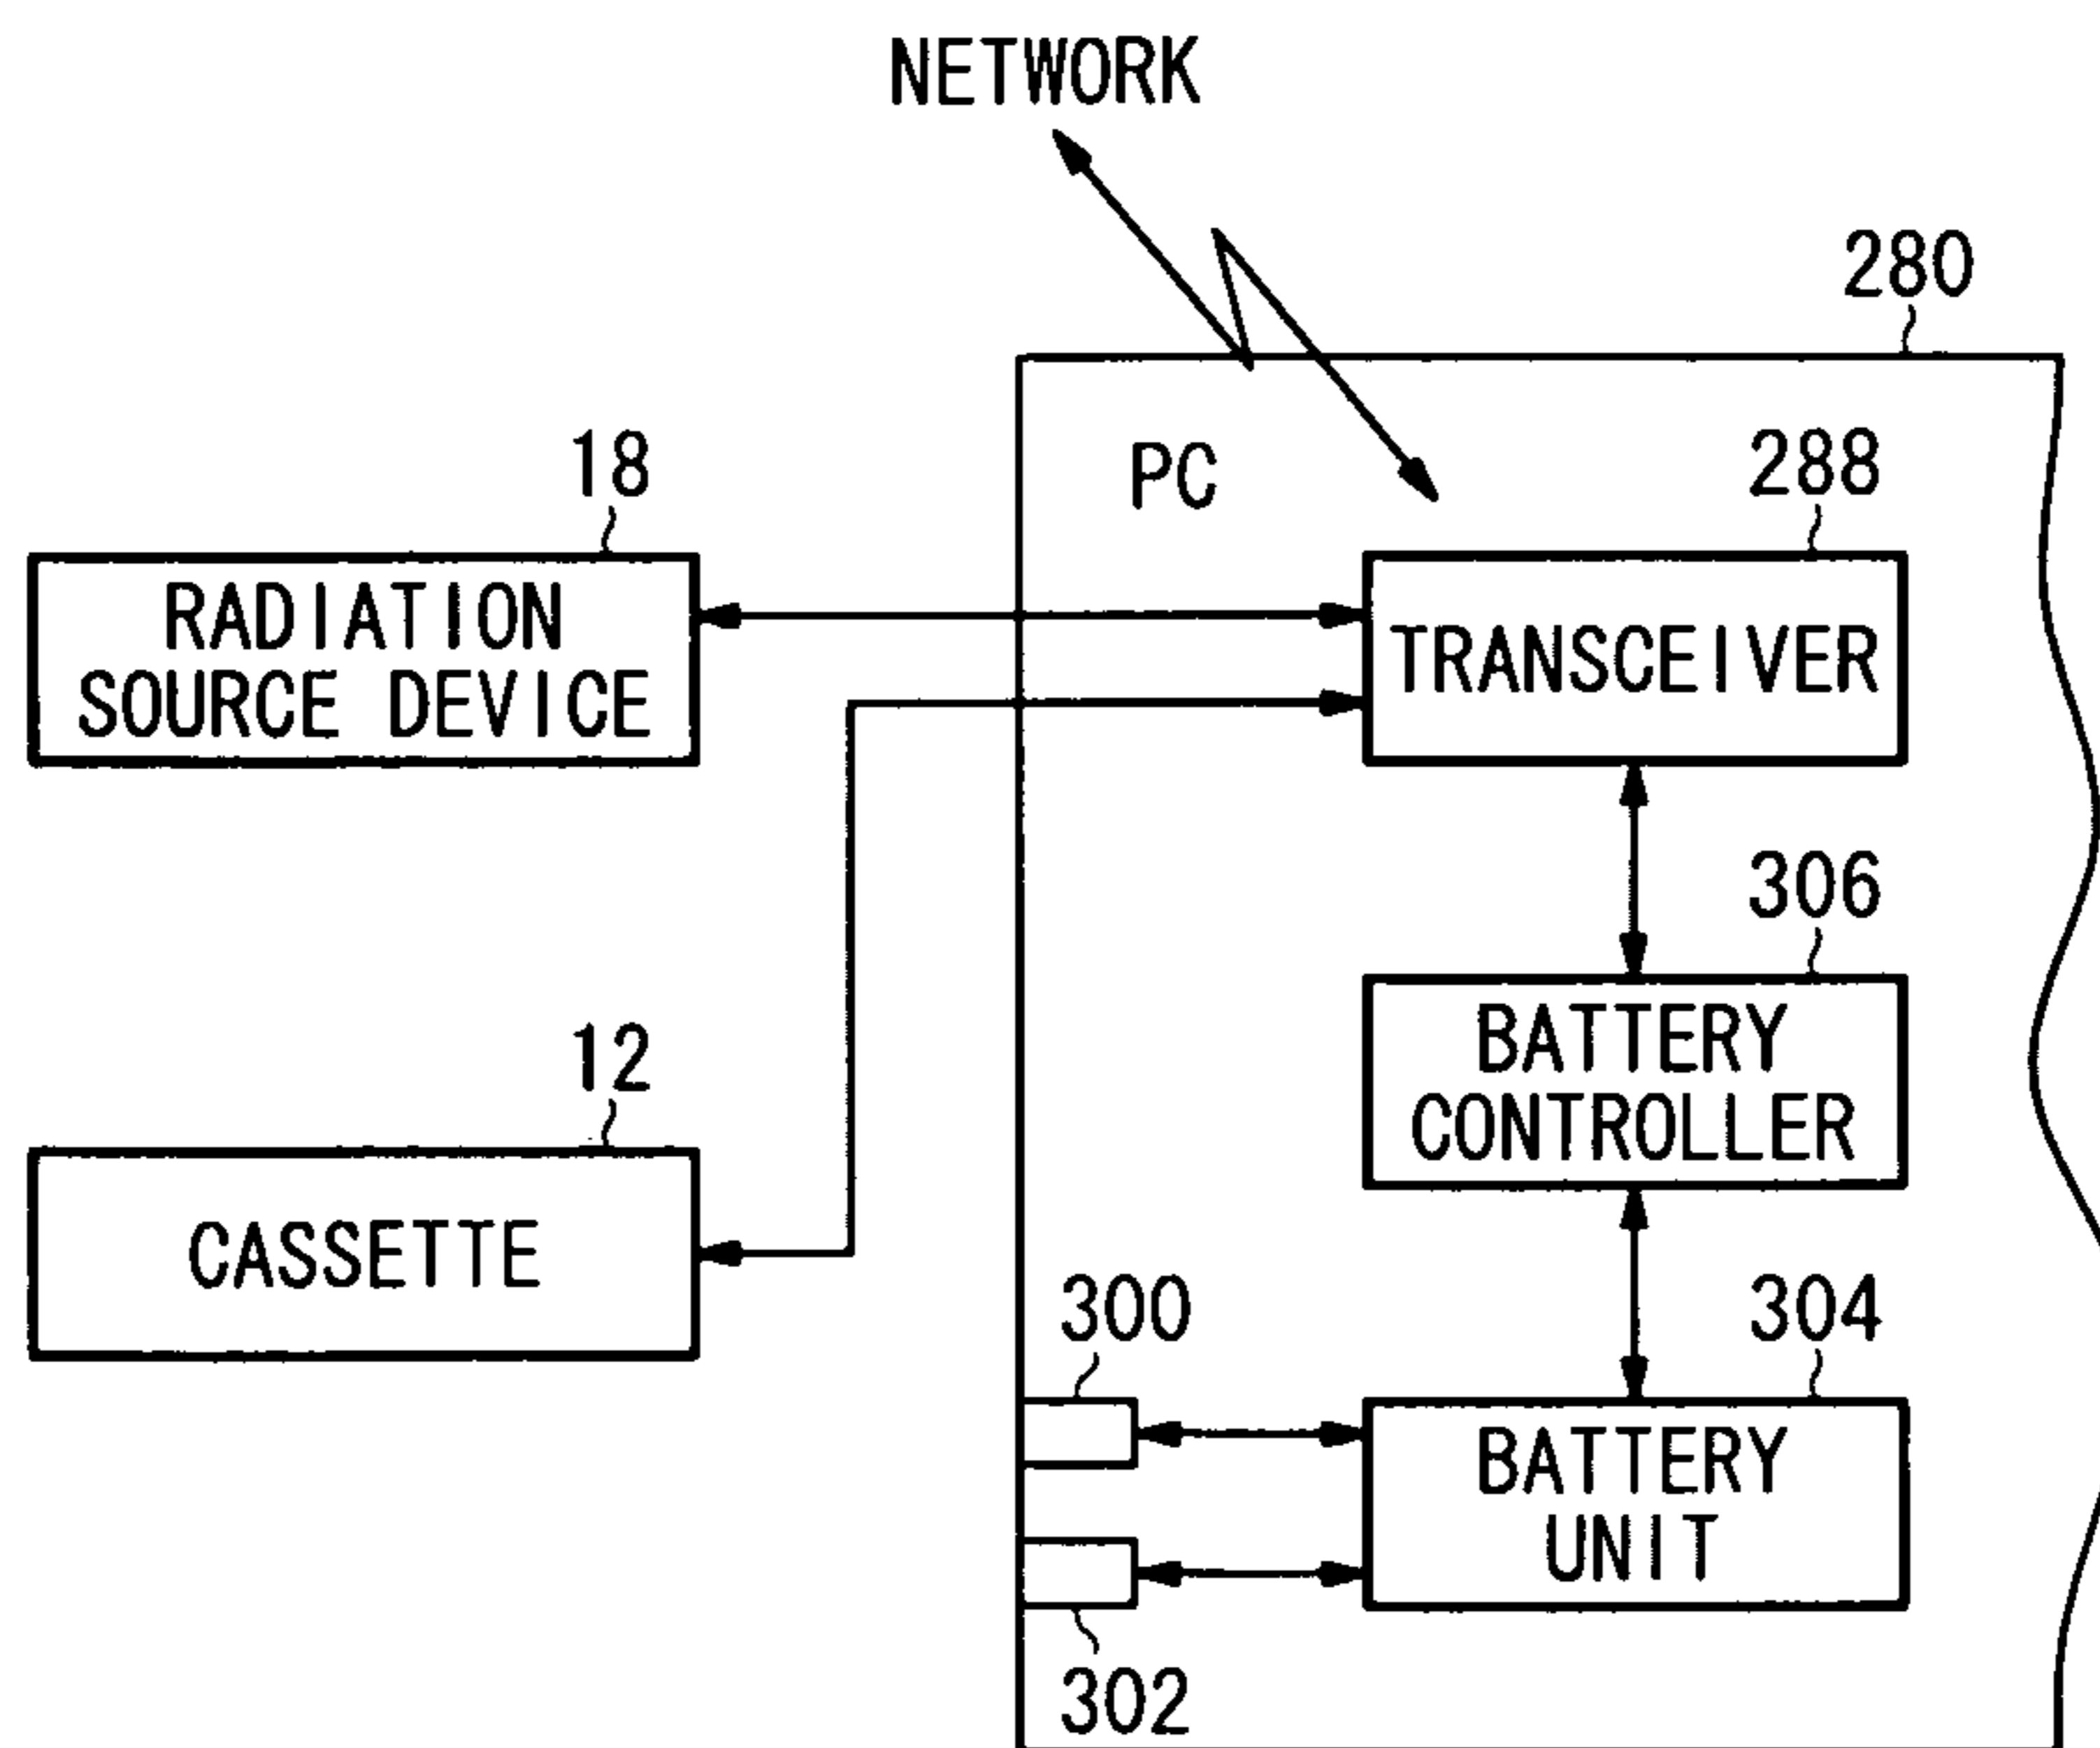 NETWORK
280
PC
18
288
RADIATION
SOURCE DEVICE
TRANSCEIVER
306
BATTERY
CONTROLLER
12
CASSETTE
300
304
BATTERY
UNIT
302